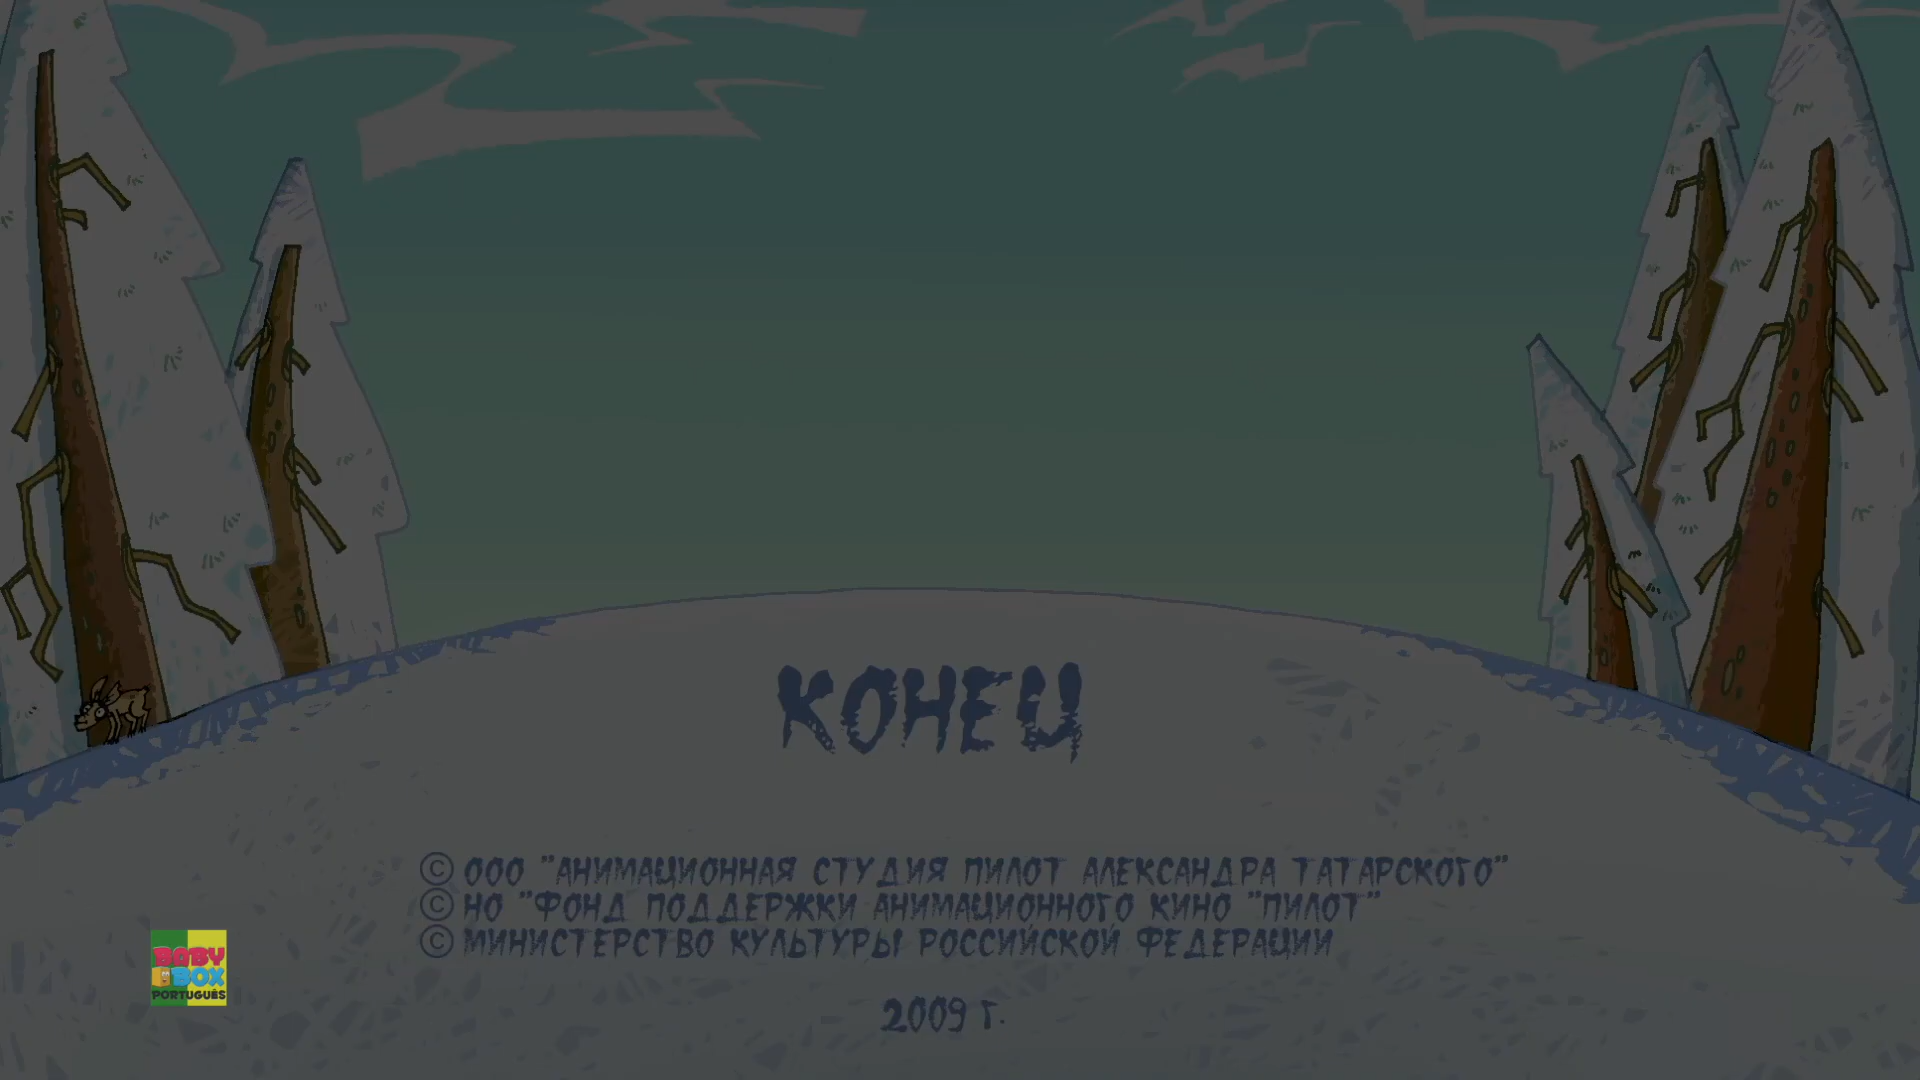 КОНЕЦ
© ООО "АНИМАЦИОННАЯ СТУДИЯ ПИЛОТ АЛЕКСАНДРА ТАТАРСКОГО"
© НО "ФОНД ПОДДЕРЖКИ АНИМАЦИОННОГО КИНО "ПИЛОТ"
© МИНИСТЕРСТВО КУЛЬТУРЫ РОССИЙСКОЙ ФЕДЕРАЦИИ
2009 г.
BOBY
BOX
PORTUGUÊS